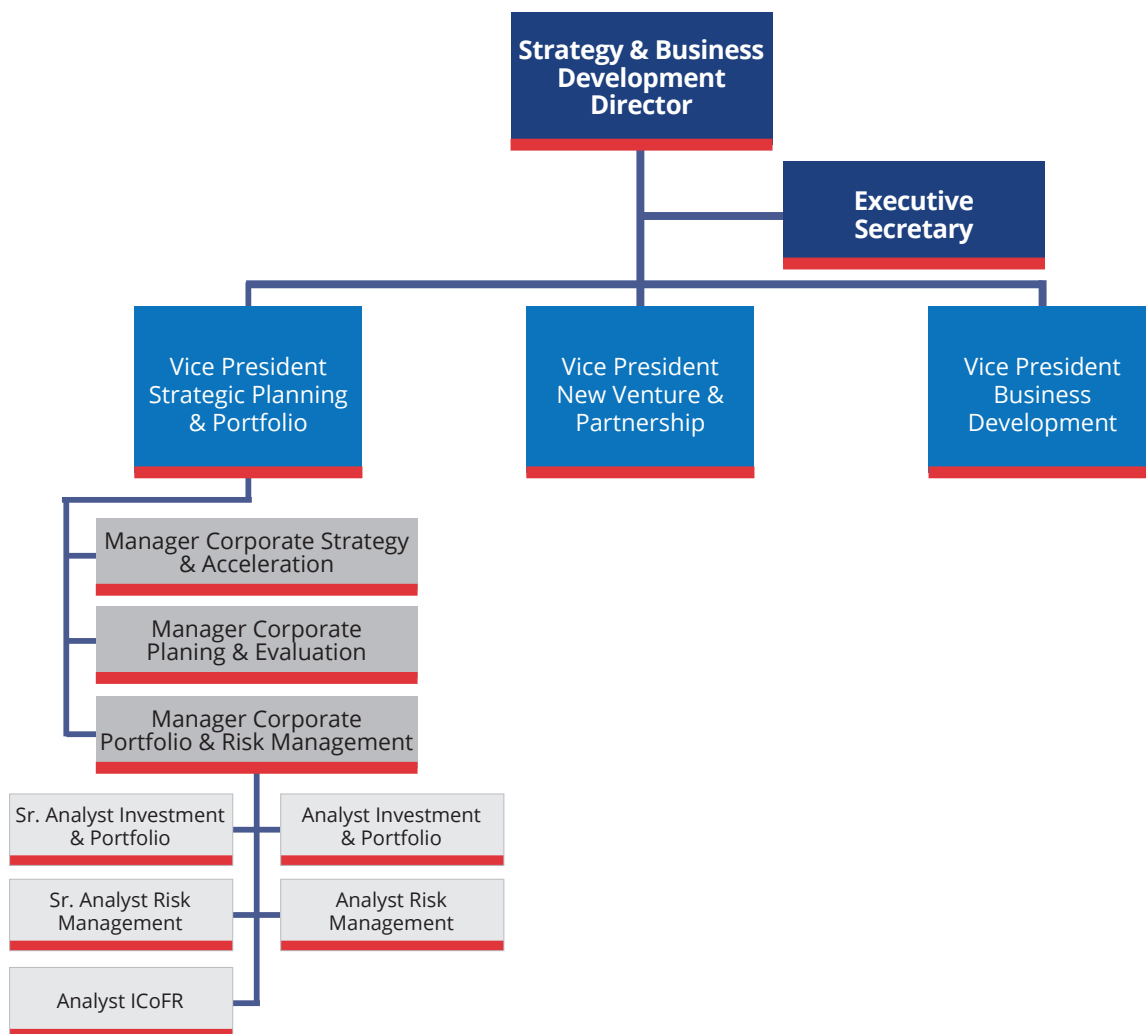 Strategy & Business
Development
Director
Executive
Secretary
Vice President
Strategic Planning
& Portfolio
Vice President
New Venture &
Partnership
Vice President
Business
Development
Manager Corporate Strategy
& Acceleration
Manager Corporate
Planing & Evaluation
Manager Corporate
Portfolio & Risk Management
Sr. Analyst Investment
& Portfolio
Analyst Investment
& Portfolio
Sr. Analyst Risk
Management
Analyst Risk
Management
Analyst ICoFR